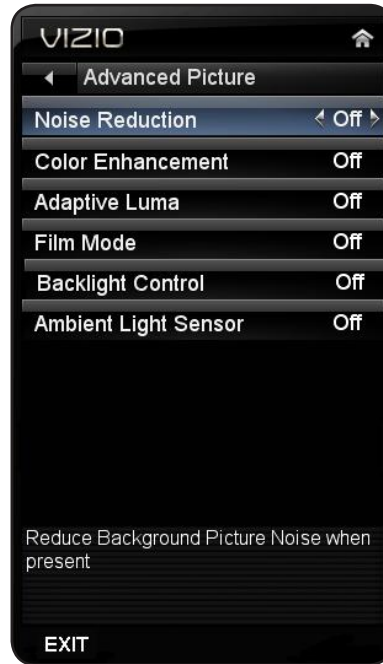 VIZIO
Advanced Picture
Noise Reduction Off
Color Enhancement Off
Adaptive Luma Off
Film Mode Off
Backlight Control Off
Ambient Light Sensor Off
Reduce Background Picture Noise when
present
EXIT